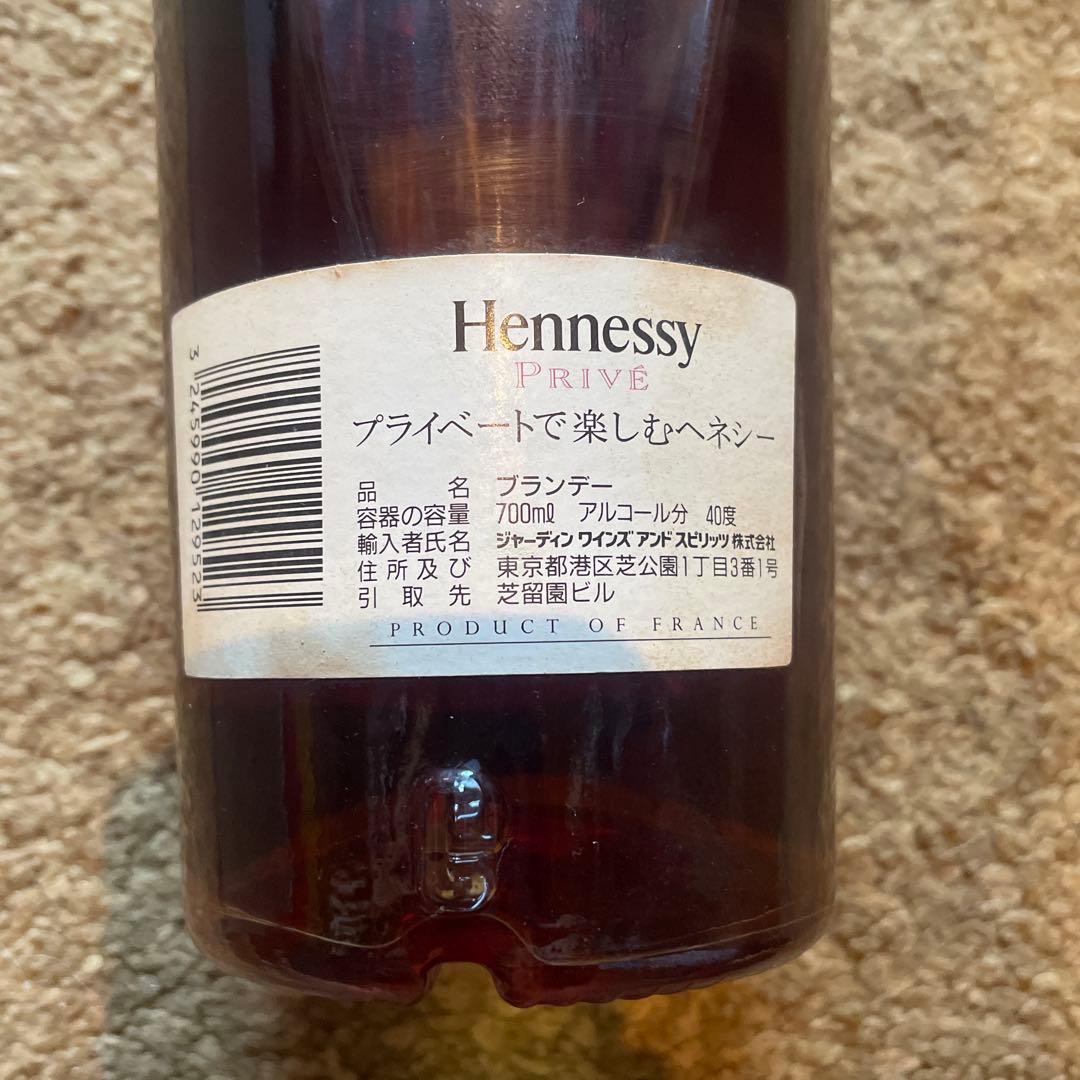 Hennessy
PRIVÉ
プライベートで楽しむヘネシー
品名 ブランデー
容器の容量 700mℓ アルコール分 40度
輸入者氏名 ジャーディン ワインズ アンド スピリッツ株式会社
住所及び 東京都港区芝公園1丁目3番1号
引取先 芝留園ビル
PRODUCT OF FRANCE
3 245990 129523